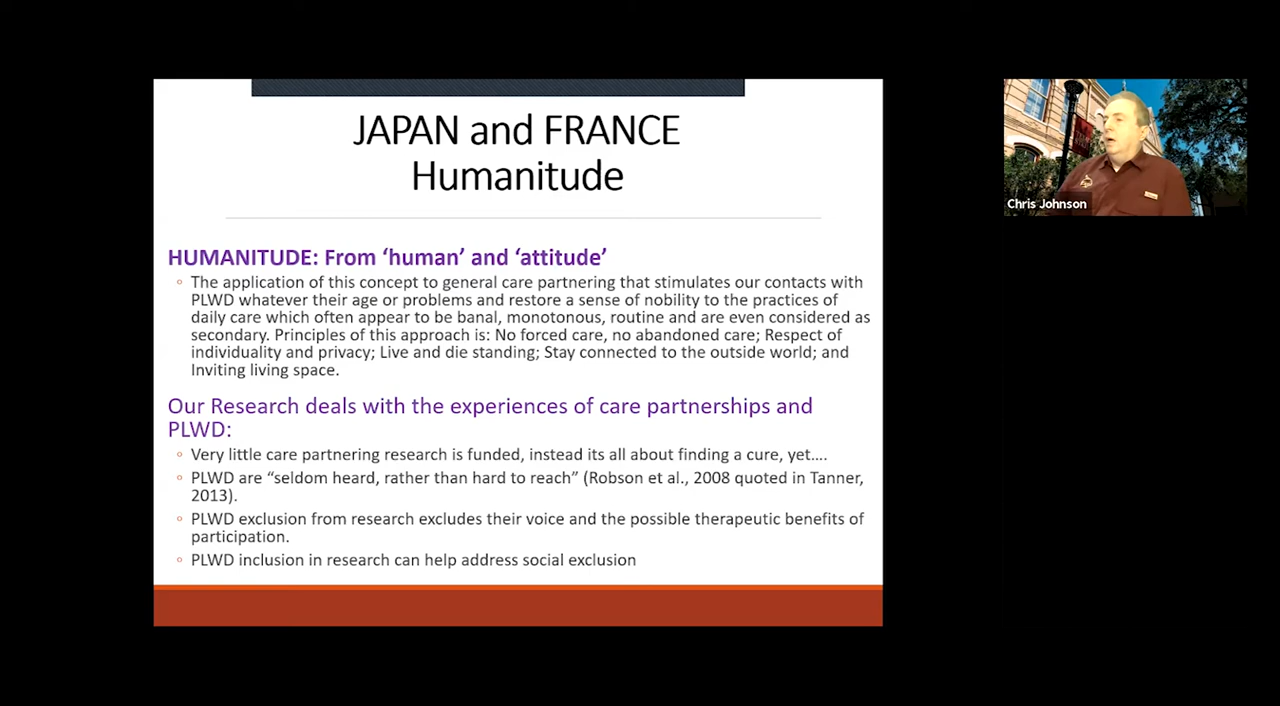 JAPAN and FRANCE
Humanitude
HUMANITUDE: From ‘human’ and ‘attitude’
◦ The application of this concept to general care partnering that stimulates our contacts with
PLWD whatever their age or problems and restore a sense of nobility to the practices of
daily care which often appear to be banal, monotonous, routine and are even considered as
secondary. Principles of this approach is: No forced care, no abandoned care; Respect of
individuality and privacy; Live and die standing; Stay connected to the outside world; and
Inviting living space.
Our Research deals with the experiences of care partnerships and
PLWD:
◦ Very little care partnering research is funded, instead its all about finding a cure, yet….
◦ PLWD are “seldom heard, rather than hard to reach” (Robson et al., 2008 quoted in Tanner,
2013).
◦ PLWD exclusion from research excludes their voice and the possible therapeutic benefits of
participation.
◦ PLWD inclusion in research can help address social exclusion
Chris Johnson